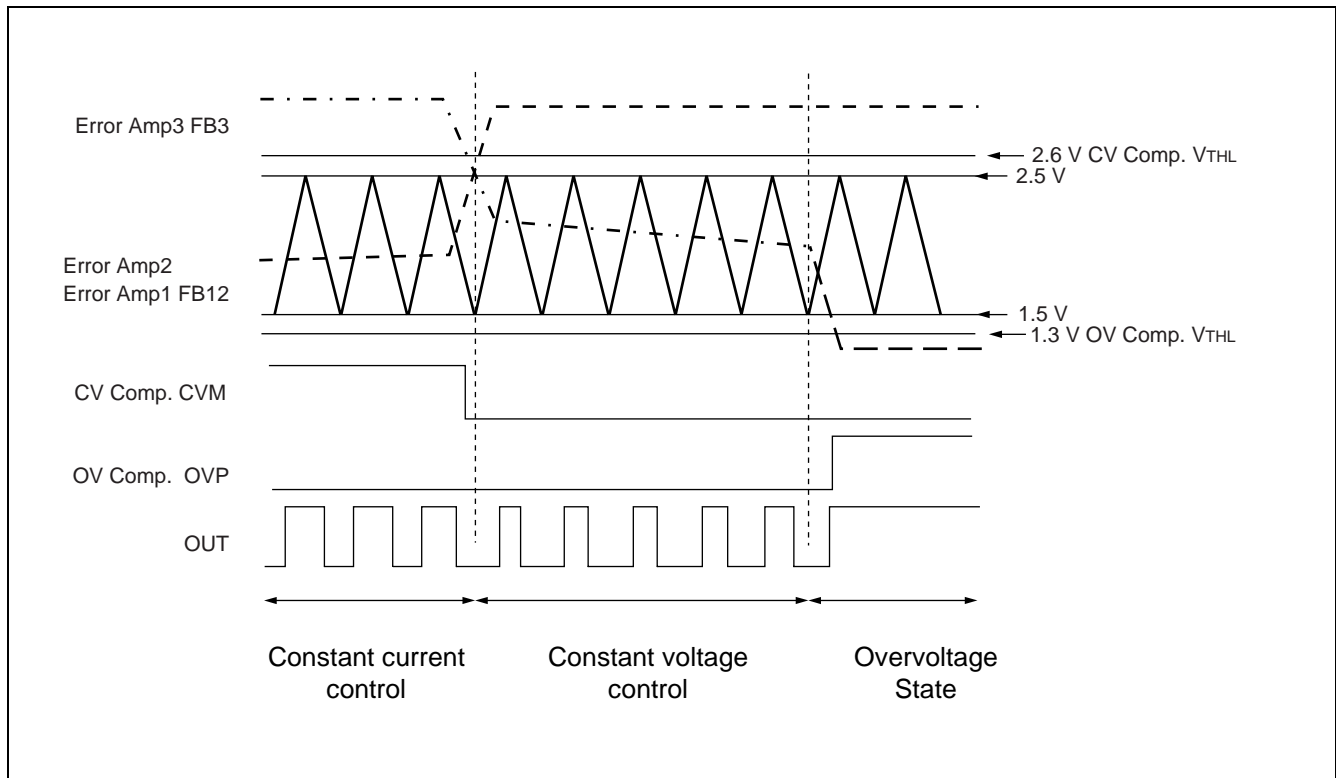 Error Amp3 FB3
2.6 V CV Comp. VTHL
2.5 V
Error Amp2
Error Amp1 FB12
1.5 V
1.3 V OV Comp. VTHL
CV Comp. CVM
OV Comp. OVP
OUT
Constant current
control
Constant voltage
control
Overvoltage
State